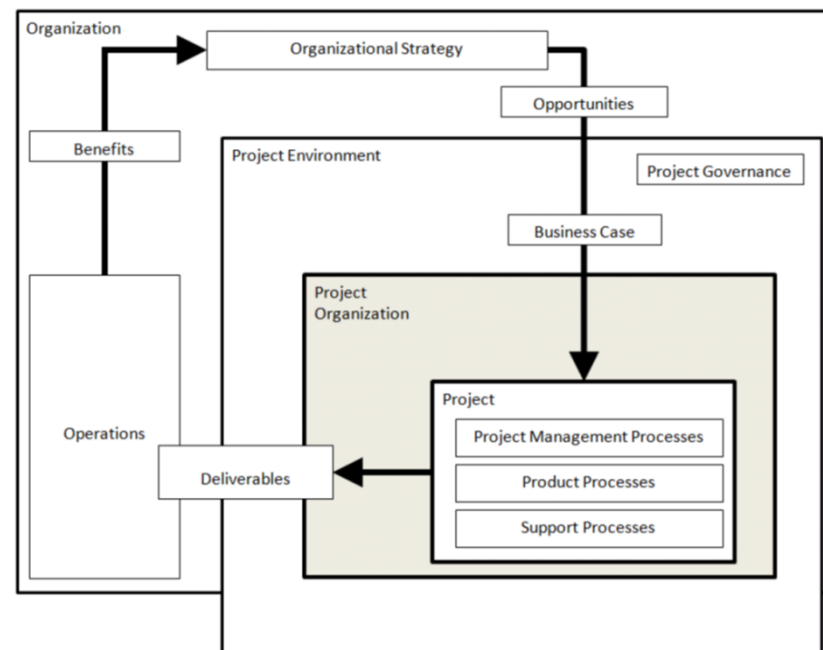 Organization
Organizational Strategy
Opportunities
Benefits
Project Environment
Project Governance
Business Case
Project
Organization
Project
Operations
Project Management Processes
Deliverables
Product Processes
Support Processes